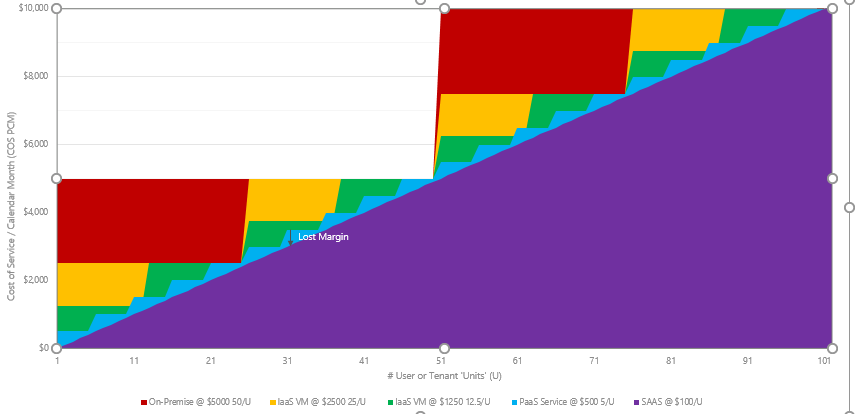 $10,000
$8,000
$6,000
$4,000
$2,000
$0
Cost of Service / Calendar Month (COS PCM)
Lost Margin
1 11 21 31 41 51 61 71 81 91 101
# User or Tenant 'Units' (U)
On-Premise @ $5000 50/U IaaS VM @ $2500 25/U IaaS VM @ $1250 12.5/U PaaS Service @ $500 5/U SAAS @ $100/U